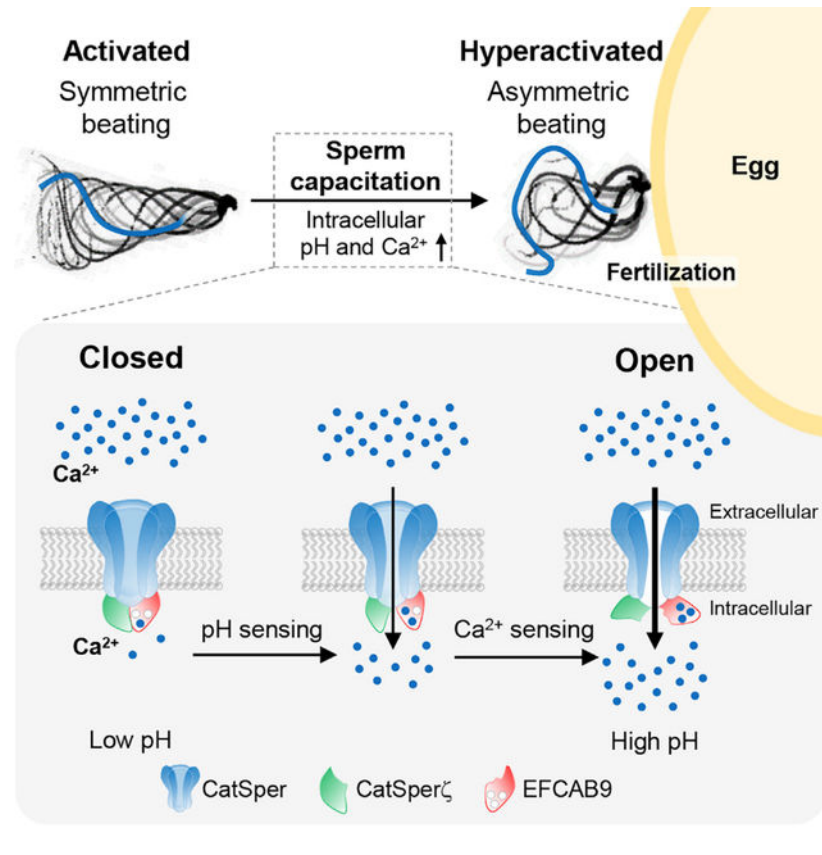 Activated
Symmetric
beating
Hyperactivated
Asymmetric
beating
Sperm
capacitation
Intracellular
pH and Ca²⁺
Egg
Fertilization
Closed
Open
Ca²⁺
Extracellular
Intracellular
Ca²⁺
pH sensing
Ca²⁺ sensing
Low pH
High pH
CatSper
CatSperζ
EFCAB9